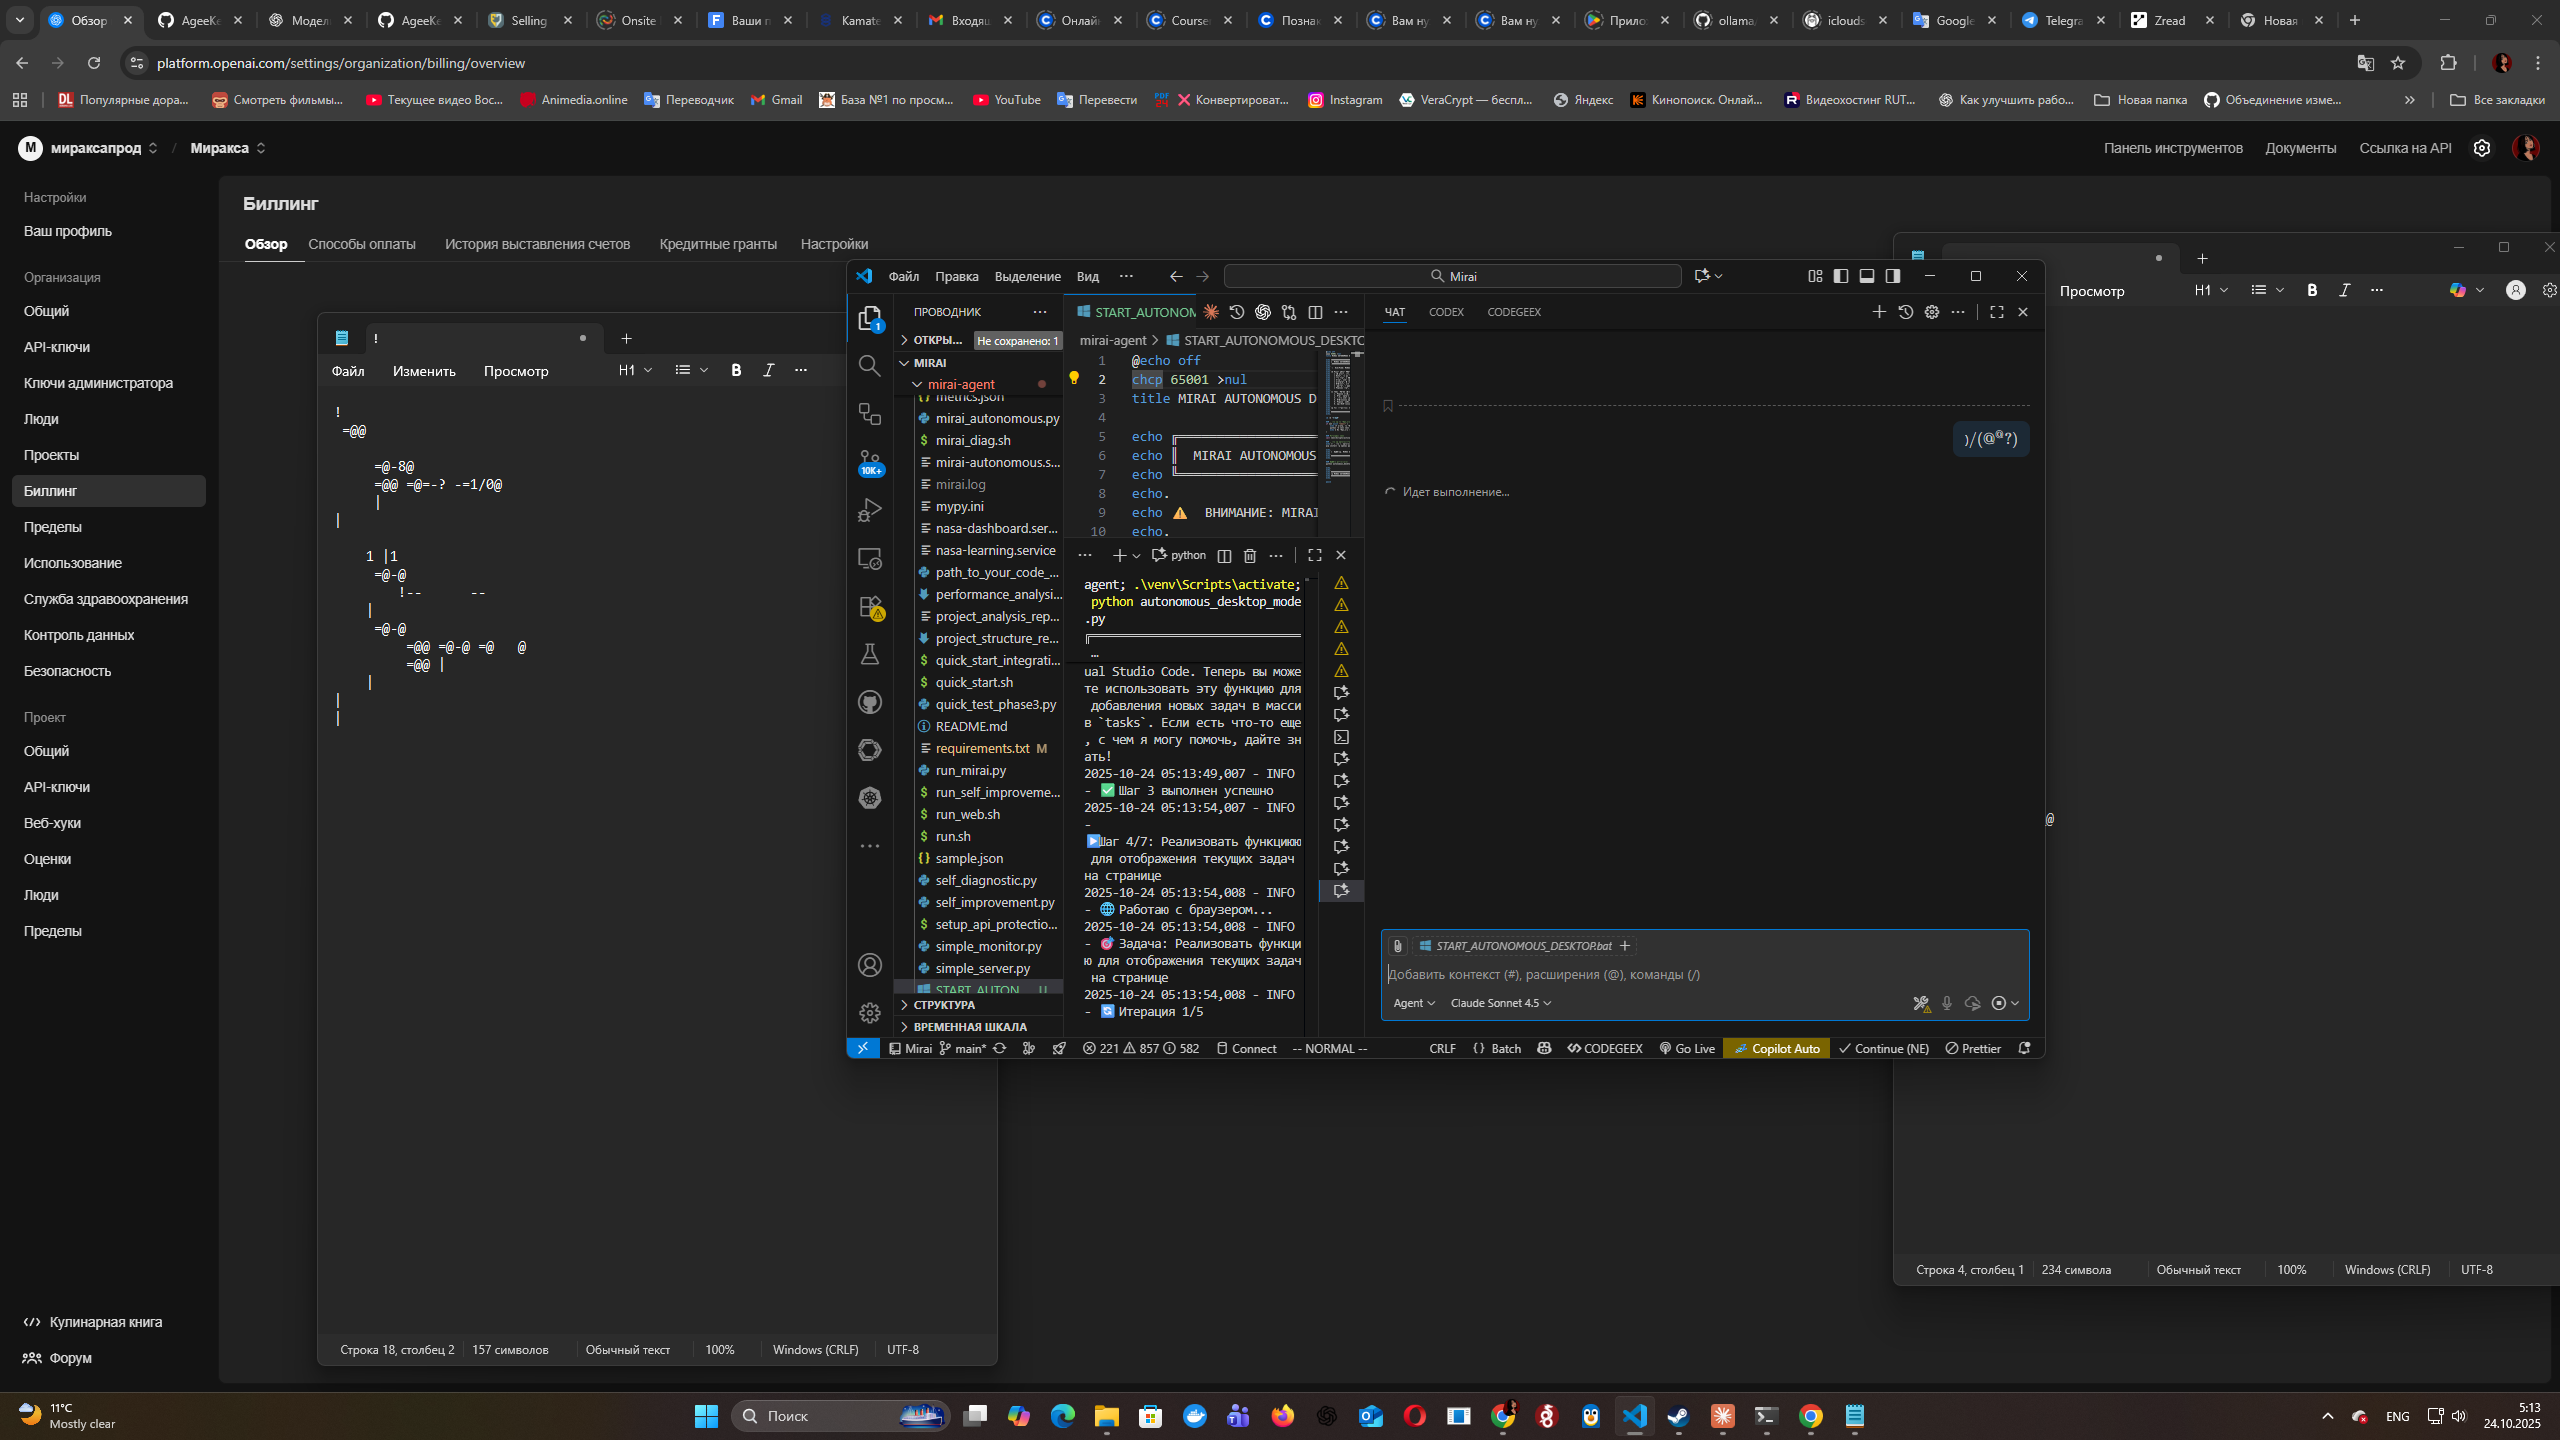 Обзор
AgeeKe
Модел
AgeeKe
Selling
Onsite
Ваши п
Kamate
Входящ
Онлайн
Course
Познак
Вам ну
Вам ну
Прило
ollama
iclouds
Google
Telegra
Zread
Новая
platform.openai.com/settings/organization/billing/overview
Популярные дора...
Смотреть фильмы...
Текущее видео Вос...
Animedia.online
Переводчик
Gmail
База №1 по просм...
YouTube
Перевести
Конвертироват...
Instagram
VeraCrypt — беспл...
Яндекс
Кинопоиск. Онлай...
Видеохостинг RUT...
Как улучшить рабо...
Новая папка
Объединение изме...
Все закладки
M мираксапрод / Миракса
Панель инструментов
Документы
Ссылка на API
Настройки
Ваш профиль
Организация
Общий
API-ключи
Ключи администратора
Люди
Проекты
Биллинг
Пределы
Использование
Служба здравоохранения
Контроль данных
Безопасность
Проект
Общий
API-ключи
Веб-хуки
Оценки
Люди
Пределы
Кулинарная книга
Форум
Биллинг
Обзор
Способы оплаты
История выставления счетов
Кредитные гранты
Настройки
!
Файл
Изменить
Просмотр
H1
B
I
!
=@@
=@-8@
=@@ =@=-? -=1/0@
|
|
1 |1
=@-@
!-- --
|
=@-@
=@@ =@-@ =@ @
=@@ |
|
|
|
Строка 18, столбец 2
157 символов
Обычный текст
100%
Windows (CRLF)
UTF-8
Файл
Правка
Выделение
Вид
Mirai
ПРОВОДНИК
ОТКРЫ...
Не сохранено: 1
MIRAI
mirai-agent
metrics.json
mirai_autonomous.py
mirai_diag.sh
mirai-autonomous.s...
mirai.log
mypy.ini
nasa-dashboard.ser...
nasa-learning.service
path_to_your_code_...
performance_analysi...
project_analysis_rep...
project_structure_re...
quick_start_integrati...
quick_start.sh
quick_test_phase3.py
README.md
requirements.txt M
run_mirai.py
run_self_improveme...
run_web.sh
run.sh
sample.json
self_diagnostic.py
self_improvement.py
setup_api_protectio...
simple_monitor.py
simple_server.py
START_AUTON... U
СТРУКТУРА
ВРЕМЕННАЯ ШКАЛА
1
10K+
START_AUTONOM
mirai-agent > START_AUTONOMOUS_DESKTO
1 @echo off
2 chcp 65001 >nul
3 title MIRAI AUTONOMOUS D
4
5 echo ╔═══════════════════
6 echo ║ MIRAI AUTONOMOUS
7 echo ╚═══════════════════
8 echo.
9 echo ⚠️ ВНИМАНИЕ: MIRAI
10 echo.
python
agent; .\venv\Scripts\activate;
python autonomous_desktop_mode
.py
╔═══════════════════════════
…
ual Studio Code. Теперь вы може
те использовать эту функцию для
добавления новых задач в масси
в `tasks`. Если есть что-то еще
, с чем я могу помочь, дайте зн
ать!
2025-10-24 05:13:49,007 - INFO
- ✅ Шаг 3 выполнен успешно
2025-10-24 05:13:54,007 - INFO
-
▶️Шаг 4/7: Реализовать функциюю
для отображения текущих задач
на странице
2025-10-24 05:13:54,008 - INFO
- 🌐 Работаю с браузером...
2025-10-24 05:13:54,008 - INFO
- 🎯 Задача: Реализовать функци
ю для отображения текущих задач
на странице
2025-10-24 05:13:54,008 - INFO
- 🔄 Итерация 1/5
ЧАТ
CODEX
CODEGEEX
)/(@@?)
Идет выполнение...
START_AUTONOMOUS_DESKTOP.bat
Добавить контекст (#), расширения (@), команды (/)
Agent
Claude Sonnet 4.5
Mirai
main*
221 857 582
Connect
-- NORMAL --
CRLF
{ } Batch
CODEGEEX
Go Live
Copilot Auto
Continue (NE)
Prettier
Просмотр
H1
B
I
@
Строка 4, столбец 1
234 символа
Обычный текст
100%
Windows (CRLF)
UTF-8
11°C
Mostly clear
Поиск
ENG
5:13
24.10.2025